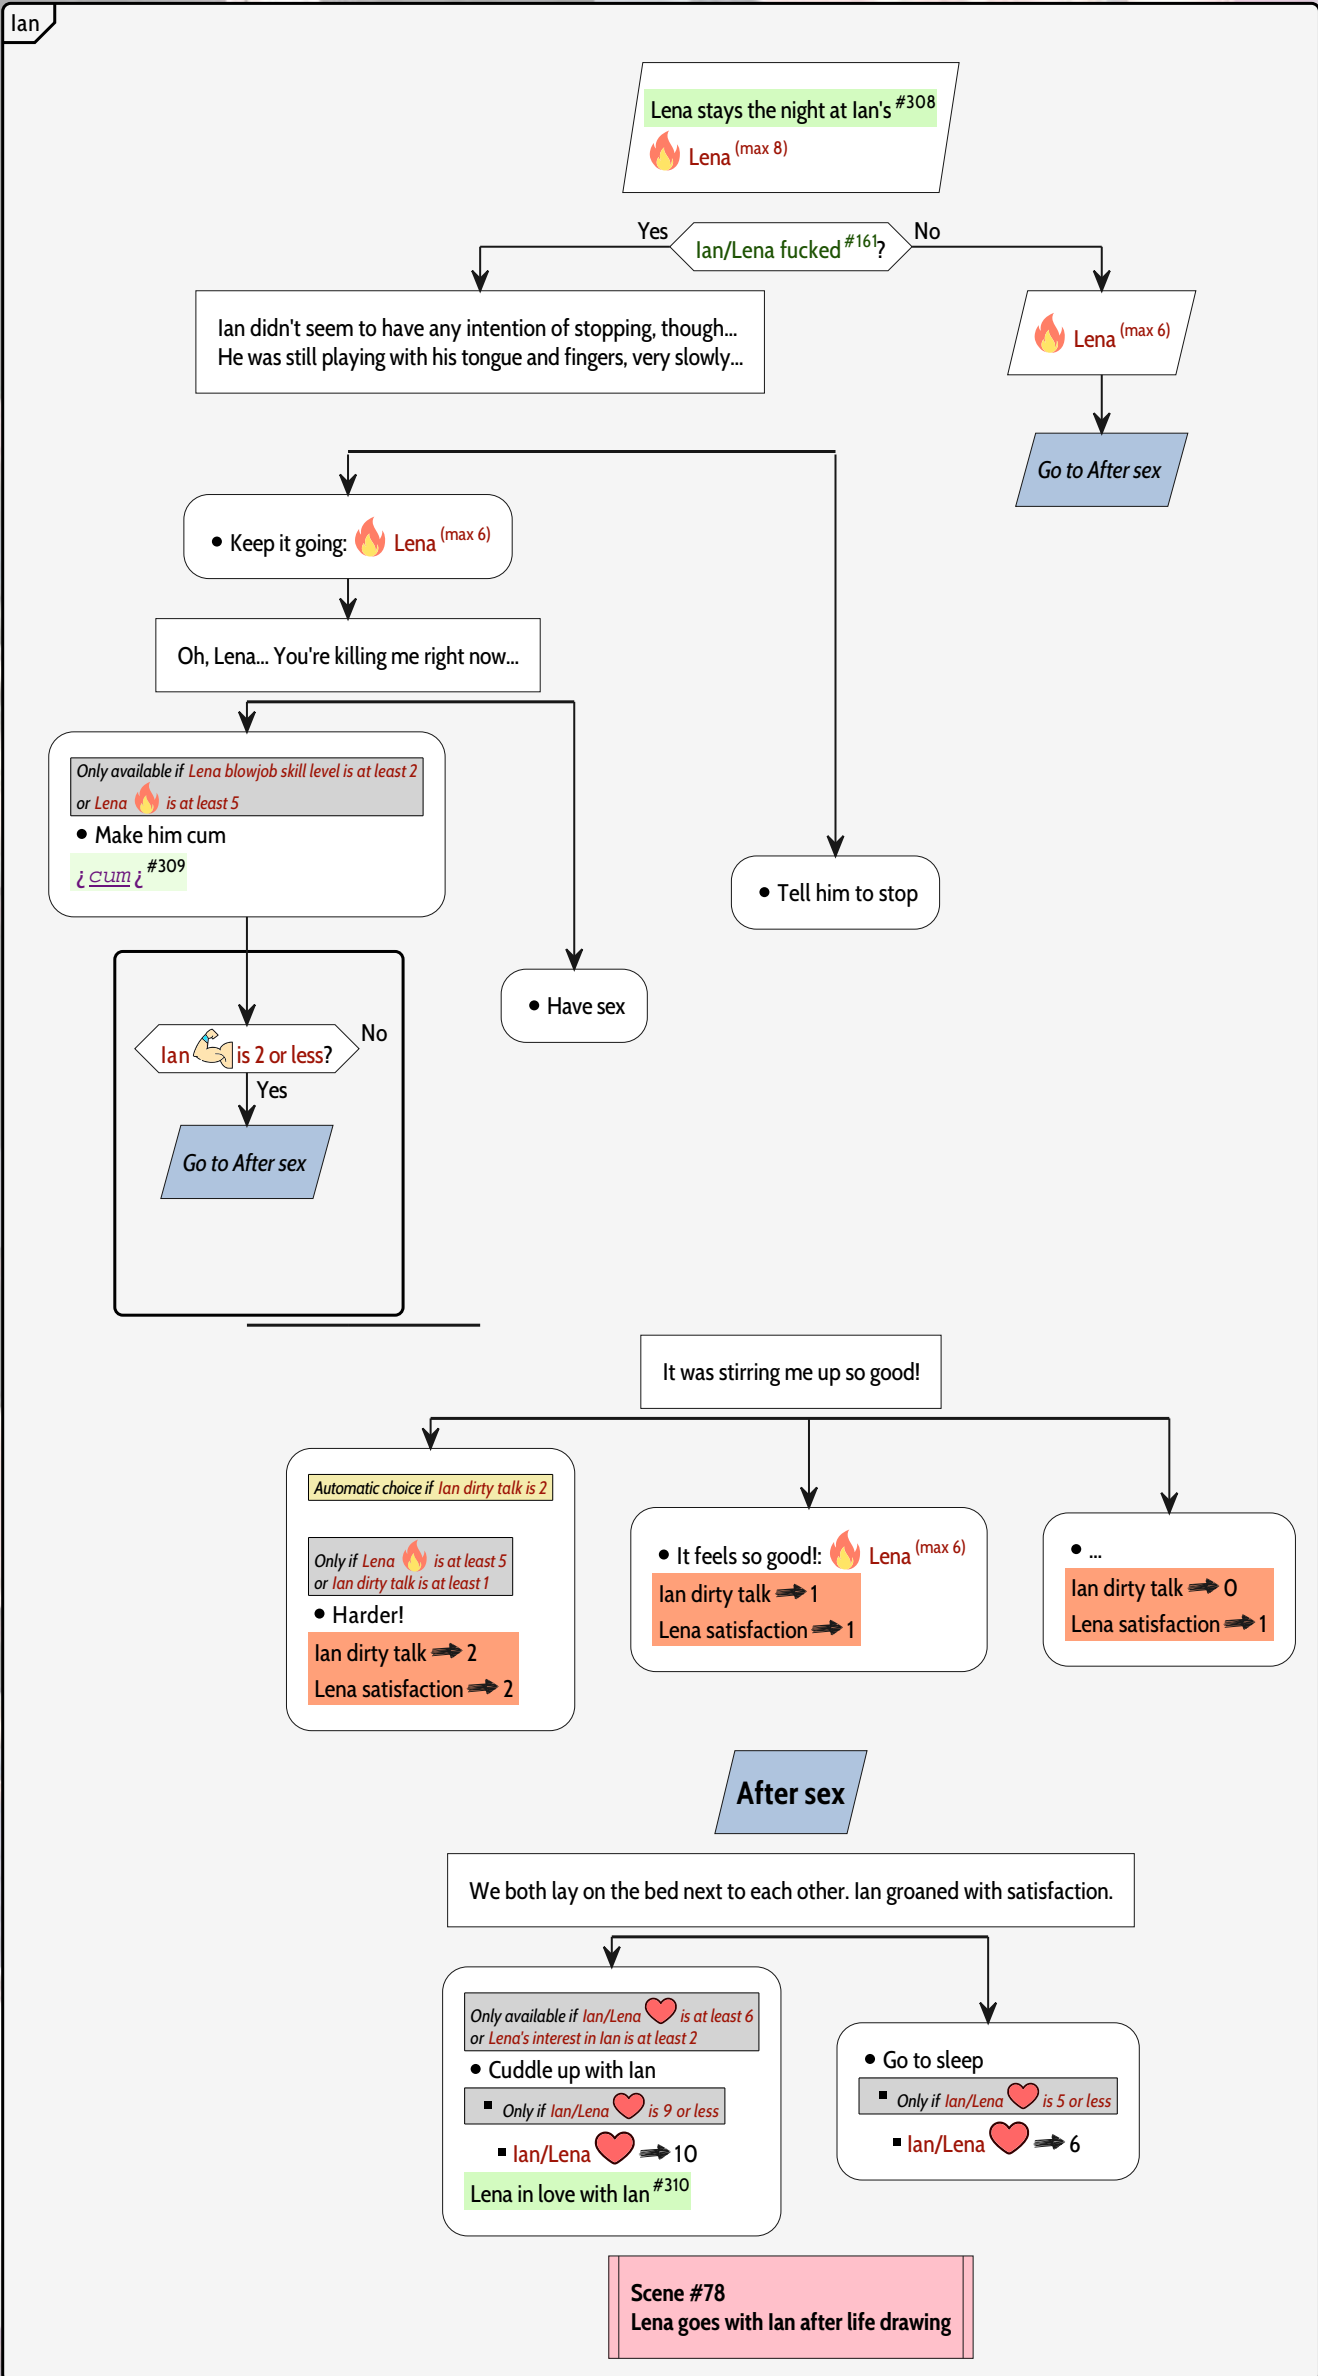 Ian
Lena stays the night at Ian's #308
Lena (max 8)
Yes
Ian/Lena fucked #161?
No
Ian didn't seem to have any intention of stopping, though...
He was still playing with his tongue and fingers, very slowly...
Lena (max 6)
Go to After sex
• Keep it going: Lena (max 6)
Oh, Lena... You're killing me right now...
Only available if Lena blowjob skill level is at least 2
or Lena is at least 5
• Make him cum
¿cum¿ #309
• Tell him to stop
• Have sex
Ian is 2 or less?
No
Yes
Go to After sex
It was stirring me up so good!
Automatic choice if Ian dirty talk is 2
Only if Lena is at least 5
or Ian dirty talk is at least 1
• Harder!
Ian dirty talk ➡ 2
Lena satisfaction ➡ 2
• It feels so good!: Lena (max 6)
Ian dirty talk ➡ 1
Lena satisfaction ➡ 1
• ...
Ian dirty talk ➡ 0
Lena satisfaction ➡ 1
After sex
We both lay on the bed next to each other. Ian groaned with satisfaction.
Only available if Ian/Lena is at least 6
or Lena's interest in Ian is at least 2
• Cuddle up with Ian
▪ Only if Ian/Lena is 9 or less
▪ Ian/Lena ➡ 10
Lena in love with Ian #310
• Go to sleep
▪ Only if Ian/Lena is 5 or less
▪ Ian/Lena ➡ 6
Scene #78
Lena goes with Ian after life drawing